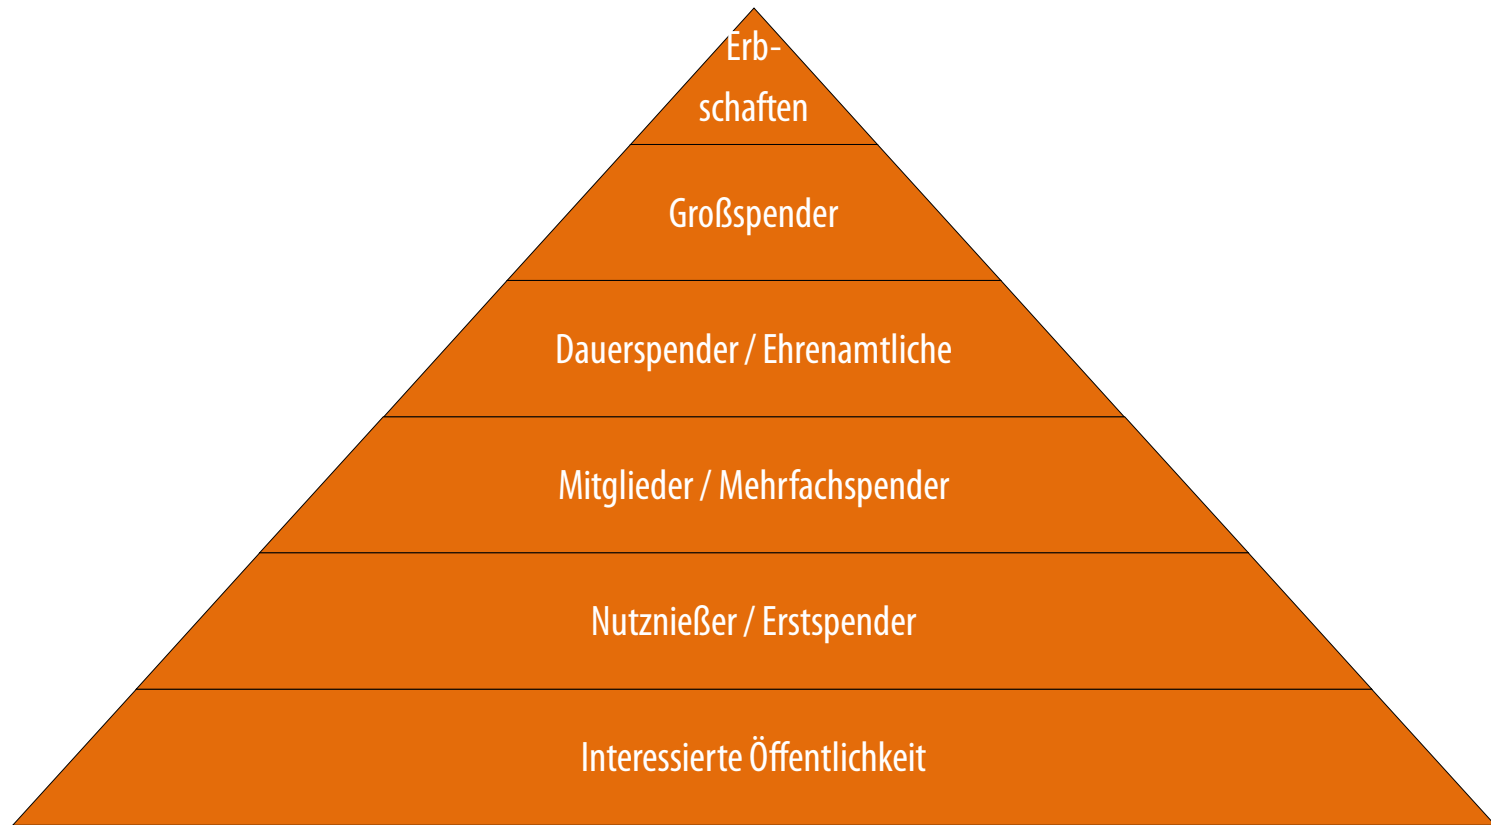 Erb-
schaften
Großspender
Dauerspender / Ehrenamtliche
Mitglieder / Mehrfachspender
Nutznießer / Erstspender
Interessierte Öffentlichkeit